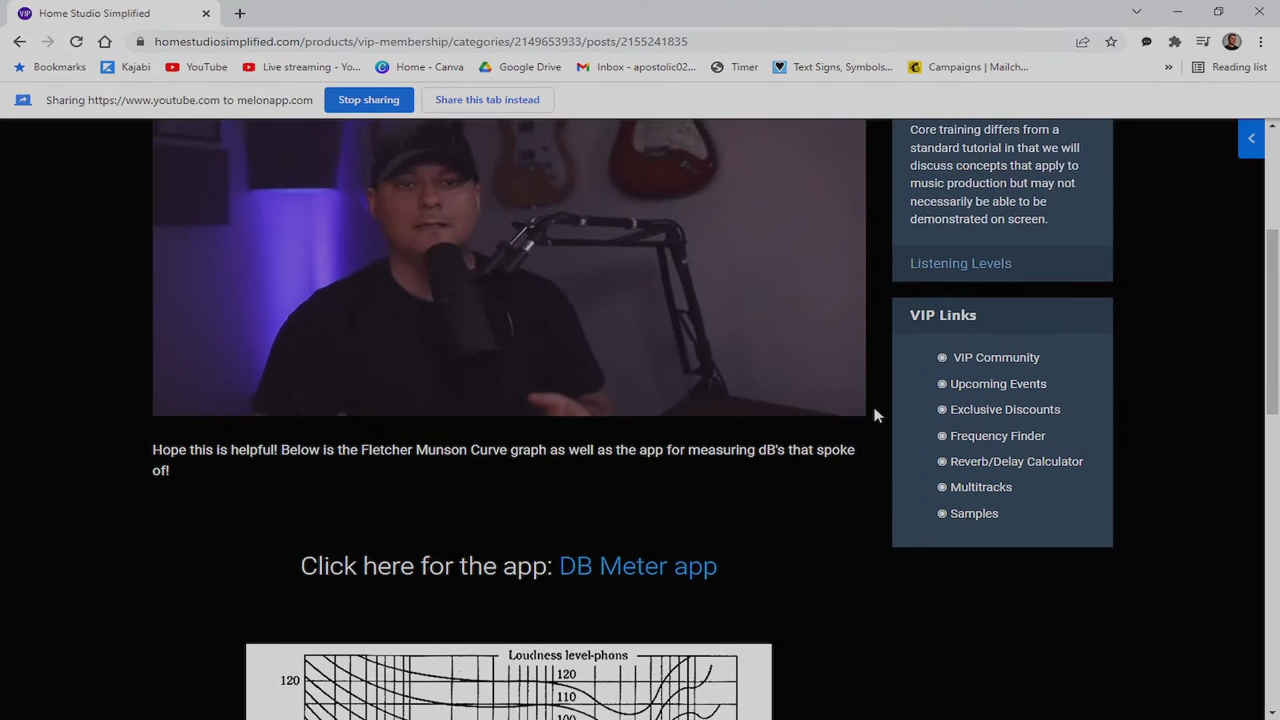 VIP Home Studio Simplified
homestudiosimplified.com/products/vip-membership/categories/2149653933/posts/2155241835
Bookmarks Kajabi YouTube Live streaming - Yo... Home - Canva Google Drive Inbox - apostolic02... Timer Text Signs, Symbols... Campaigns | Mailch... » Reading list
Sharing https://www.youtube.com to melonapp.com Stop sharing Share this tab instead
Core training differs from a
standard tutorial in that we will
discuss concepts that apply to
music production but may not
necessarily be able to be
demonstrated on screen.
Listening Levels
VIP Links
VIP Community
Upcoming Events
Exclusive Discounts
Frequency Finder
Reverb/Delay Calculator
Multitracks
Samples
Hope this is helpful! Below is the Fletcher Munson Curve graph as well as the app for measuring dB's that spoke
of!
Click here for the app: DB Meter app
Loudness level-phons
120
120
110
100